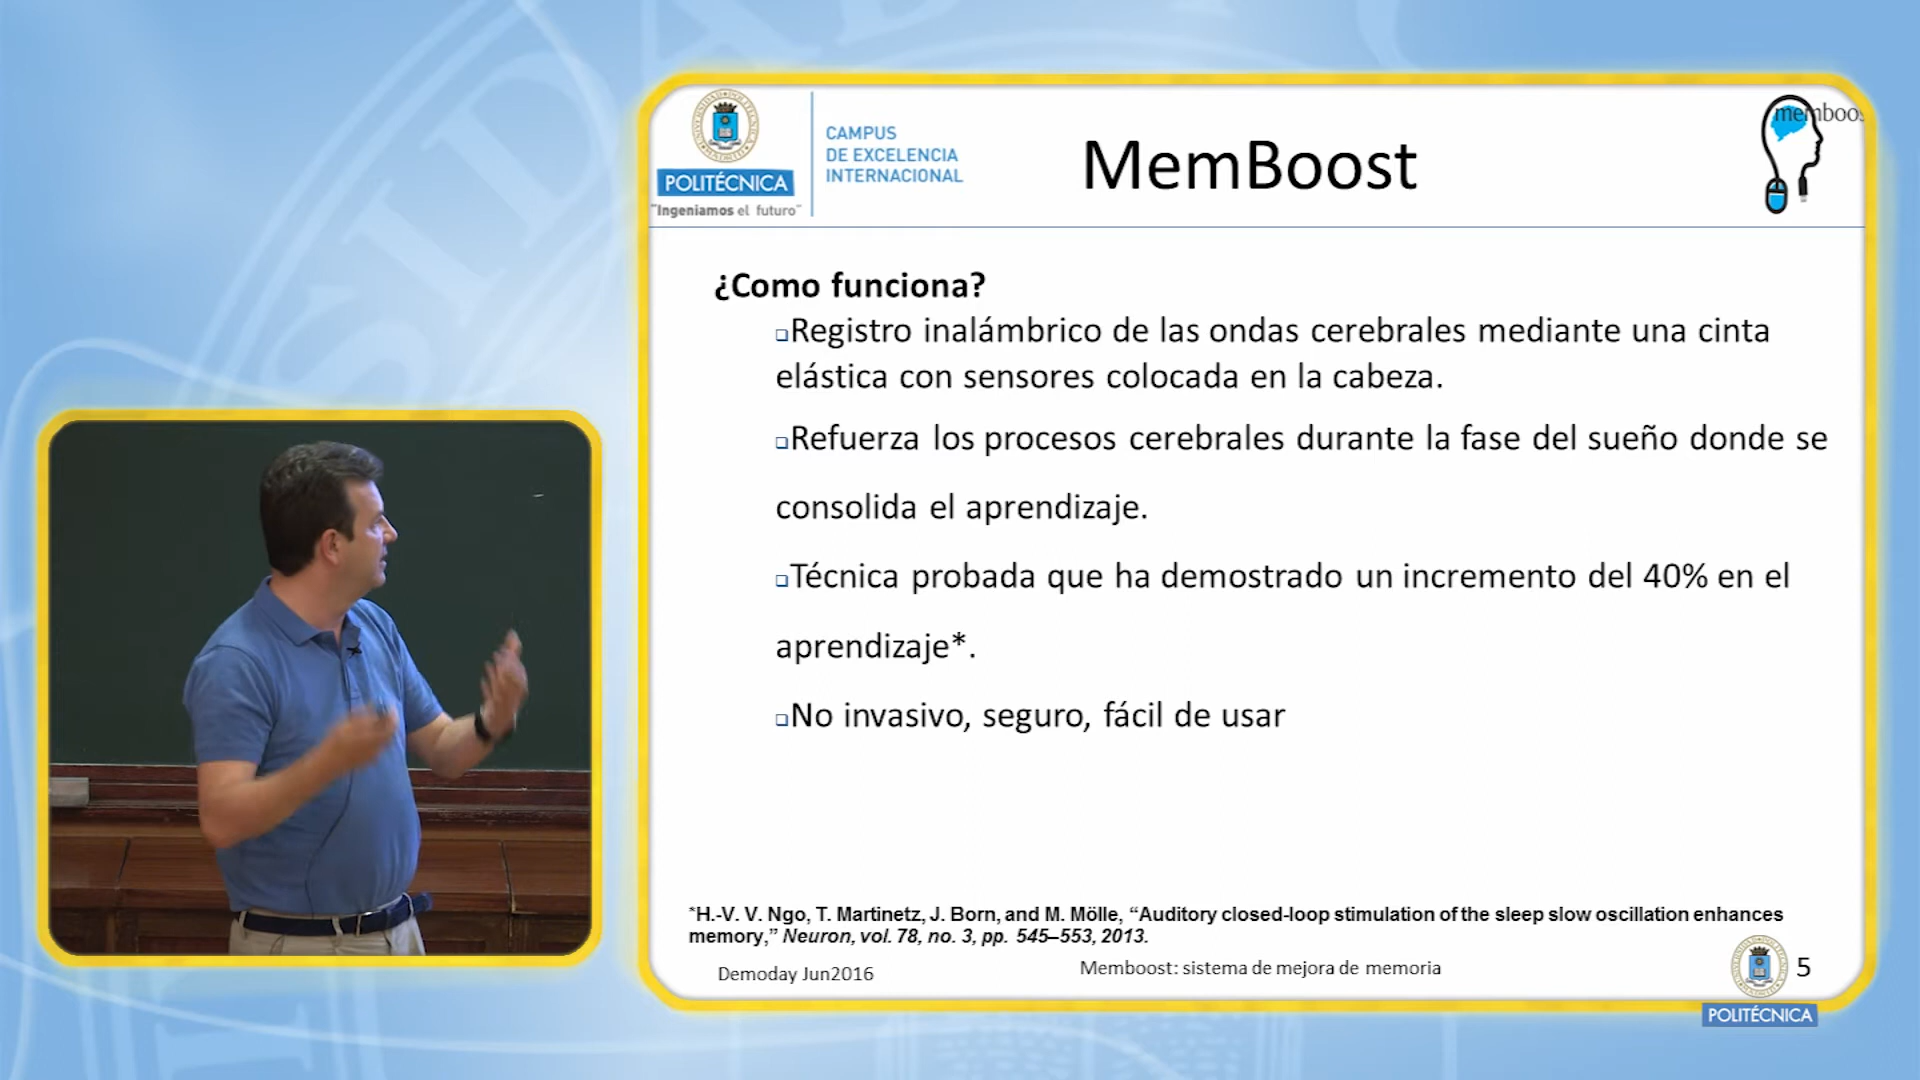 POLITÉCNICA
"Ingeniamos el futuro"
CAMPUS
DE EXCELENCIA
INTERNACIONAL
MemBoost
memboos
¿Como funciona?
Registro inalámbrico de las ondas cerebrales mediante una cinta
elástica con sensores colocada en la cabeza.
Refuerza los procesos cerebrales durante la fase del sueño donde se
consolida el aprendizaje.
Técnica probada que ha demostrado un incremento del 40% en el
aprendizaje*.
No invasivo, seguro, fácil de usar
*H.-V. V. Ngo, T. Martinetz, J. Born, and M. Mölle, “Auditory closed-loop stimulation of the sleep slow oscillation enhances
memory,” Neuron, vol. 78, no. 3, pp. 545–553, 2013.
Demoday Jun2016
Memboost: sistema de mejora de memoria
5
POLITÉCNICA